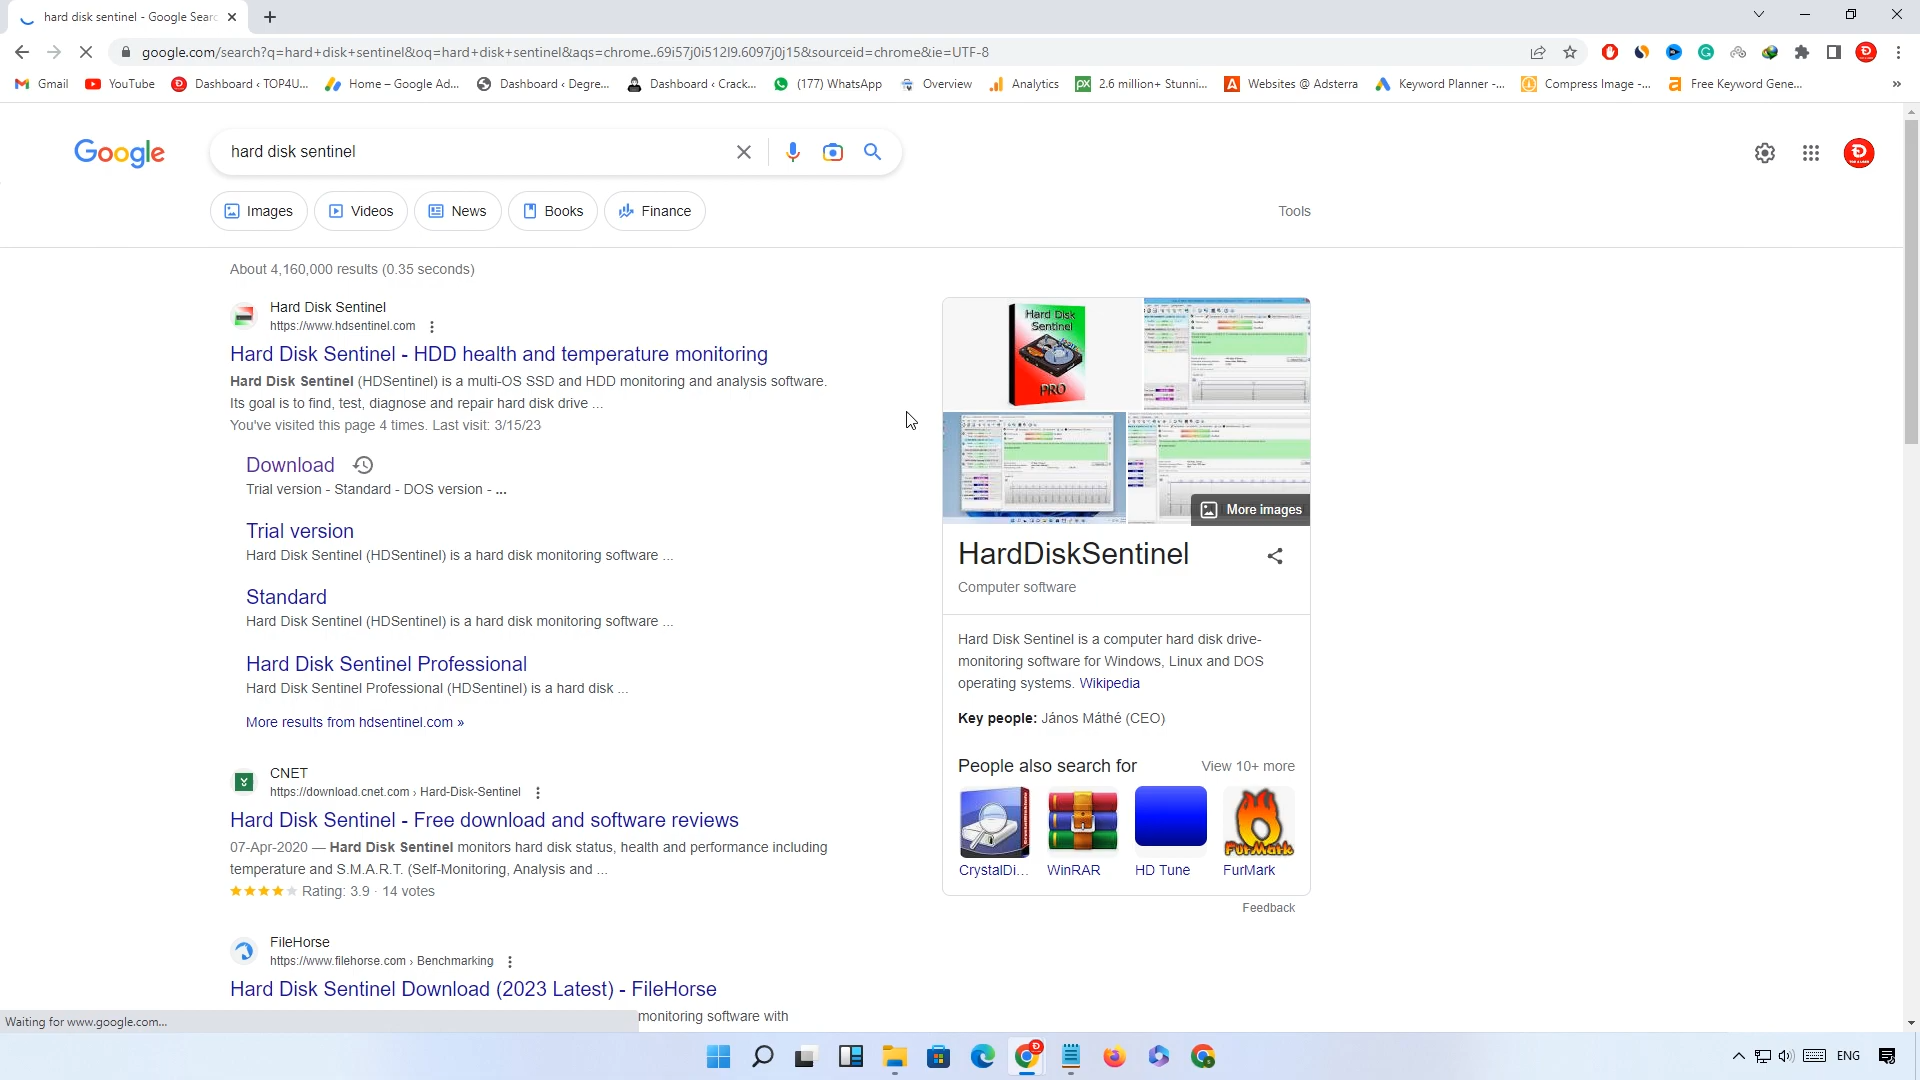 hard disk sentinel - Google Searc
google.com/search?q=hard+disk+sentinel&oq=hard+disk+sentinel&aqs=chrome..69i57j0i512l9.6097j0j15&sourceid=chrome&ie=UTF-8
Gmail YouTube Dashboard ‹ TOP4U... Home – Google Ad... Dashboard ‹ Degre... Dashboard ‹ Crack... (177) WhatsApp Overview Analytics 2.6 million+ Stunni... Websites @ Adsterra Keyword Planner -... Compress Image -... Free Keyword Gene... »
Google
hard disk sentinel
Images Videos News Books Finance
Tools
About 4,160,000 results (0.35 seconds)
Hard Disk Sentinel
https://www.hdsentinel.com
Hard Disk Sentinel - HDD health and temperature monitoring
Hard Disk Sentinel (HDSentinel) is a multi-OS SSD and HDD monitoring and analysis software.
Its goal is to find, test, diagnose and repair hard disk drive ...
You've visited this page 4 times. Last visit: 3/15/23
Download
Trial version - Standard - DOS version - ...
Trial version
Hard Disk Sentinel (HDSentinel) is a hard disk monitoring software ...
Standard
Hard Disk Sentinel (HDSentinel) is a hard disk monitoring software ...
Hard Disk Sentinel Professional
Hard Disk Sentinel Professional (HDSentinel) is a hard disk ...
More results from hdsentinel.com »
CNET
https://download.cnet.com › Hard-Disk-Sentinel
Hard Disk Sentinel - Free download and software reviews
07-Apr-2020 — Hard Disk Sentinel monitors hard disk status, health and performance including
temperature and S.M.A.R.T. (Self-Monitoring, Analysis and ...
Rating: 3.9 · 14 votes
FileHorse
https://www.filehorse.com › Benchmarking
Hard Disk Sentinel Download (2023 Latest) - FileHorse
monitoring software with
Waiting for www.google.com...
Hard Disk
Sentinel
PRO
More images
HardDiskSentinel
Computer software
Hard Disk Sentinel is a computer hard disk drive-
monitoring software for Windows, Linux and DOS
operating systems. Wikipedia
Key people: János Máthé (CEO)
People also search for
View 10+ more
FurMark
CrystalDi... WinRAR HD Tune FurMark
Feedback
ENG